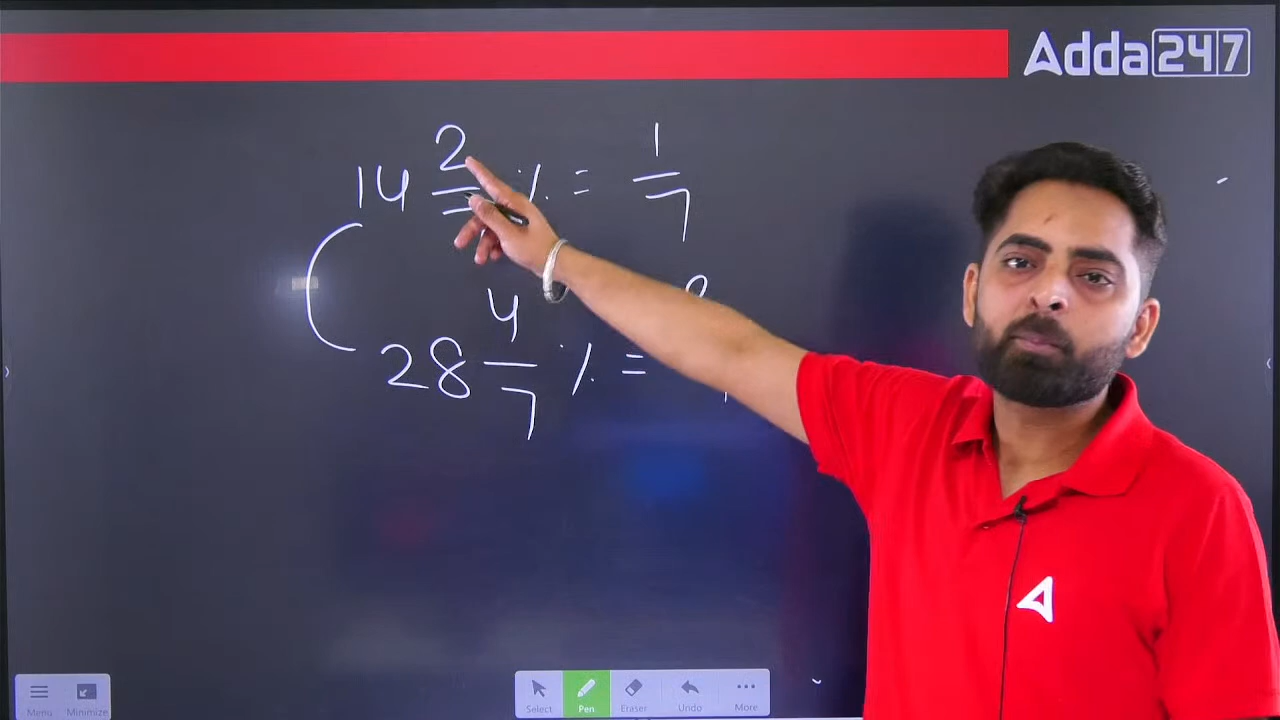 Adda247
14 2/7 % = 1/7
28 4/7 % =
Menu Minimize Select Pen Eraser Undo More